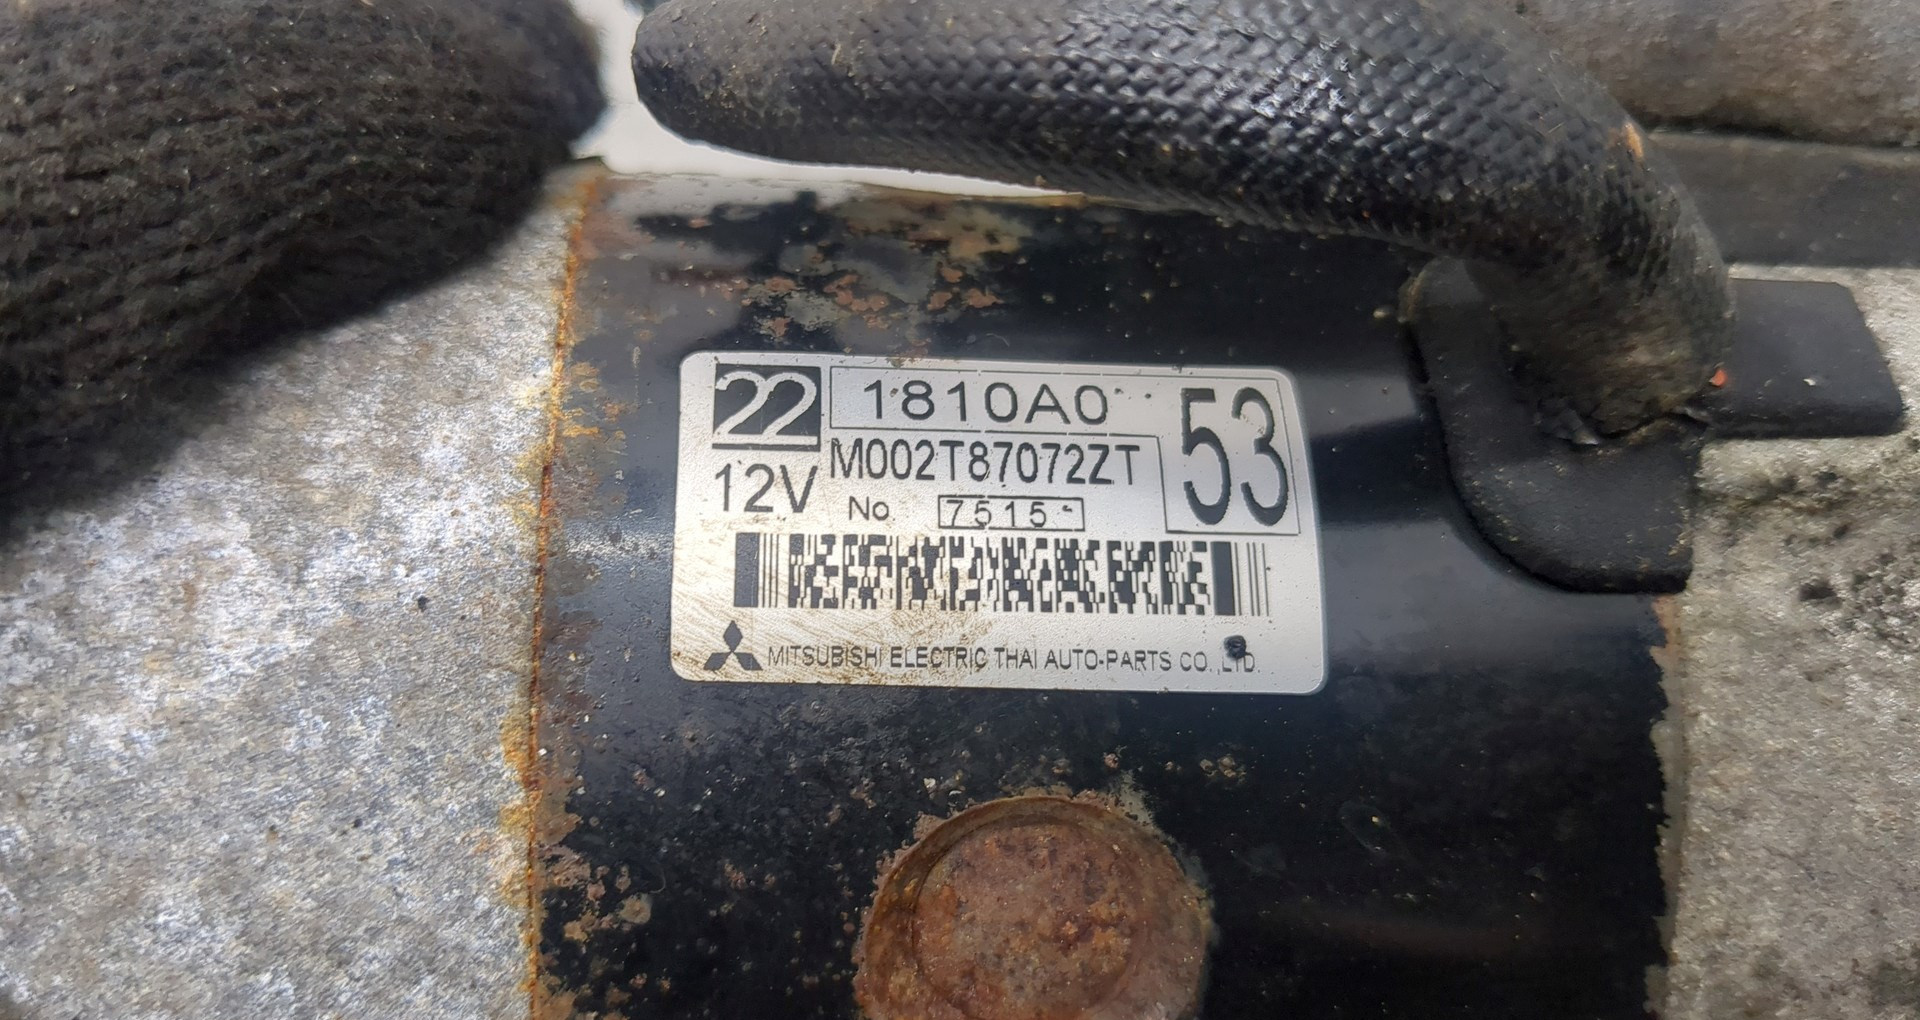 22 1810A0 53
M002T87072ZT
12V No 7515
MITSUBISHI ELECTRIC THAI AUTO-PARTS CO.,LTD.